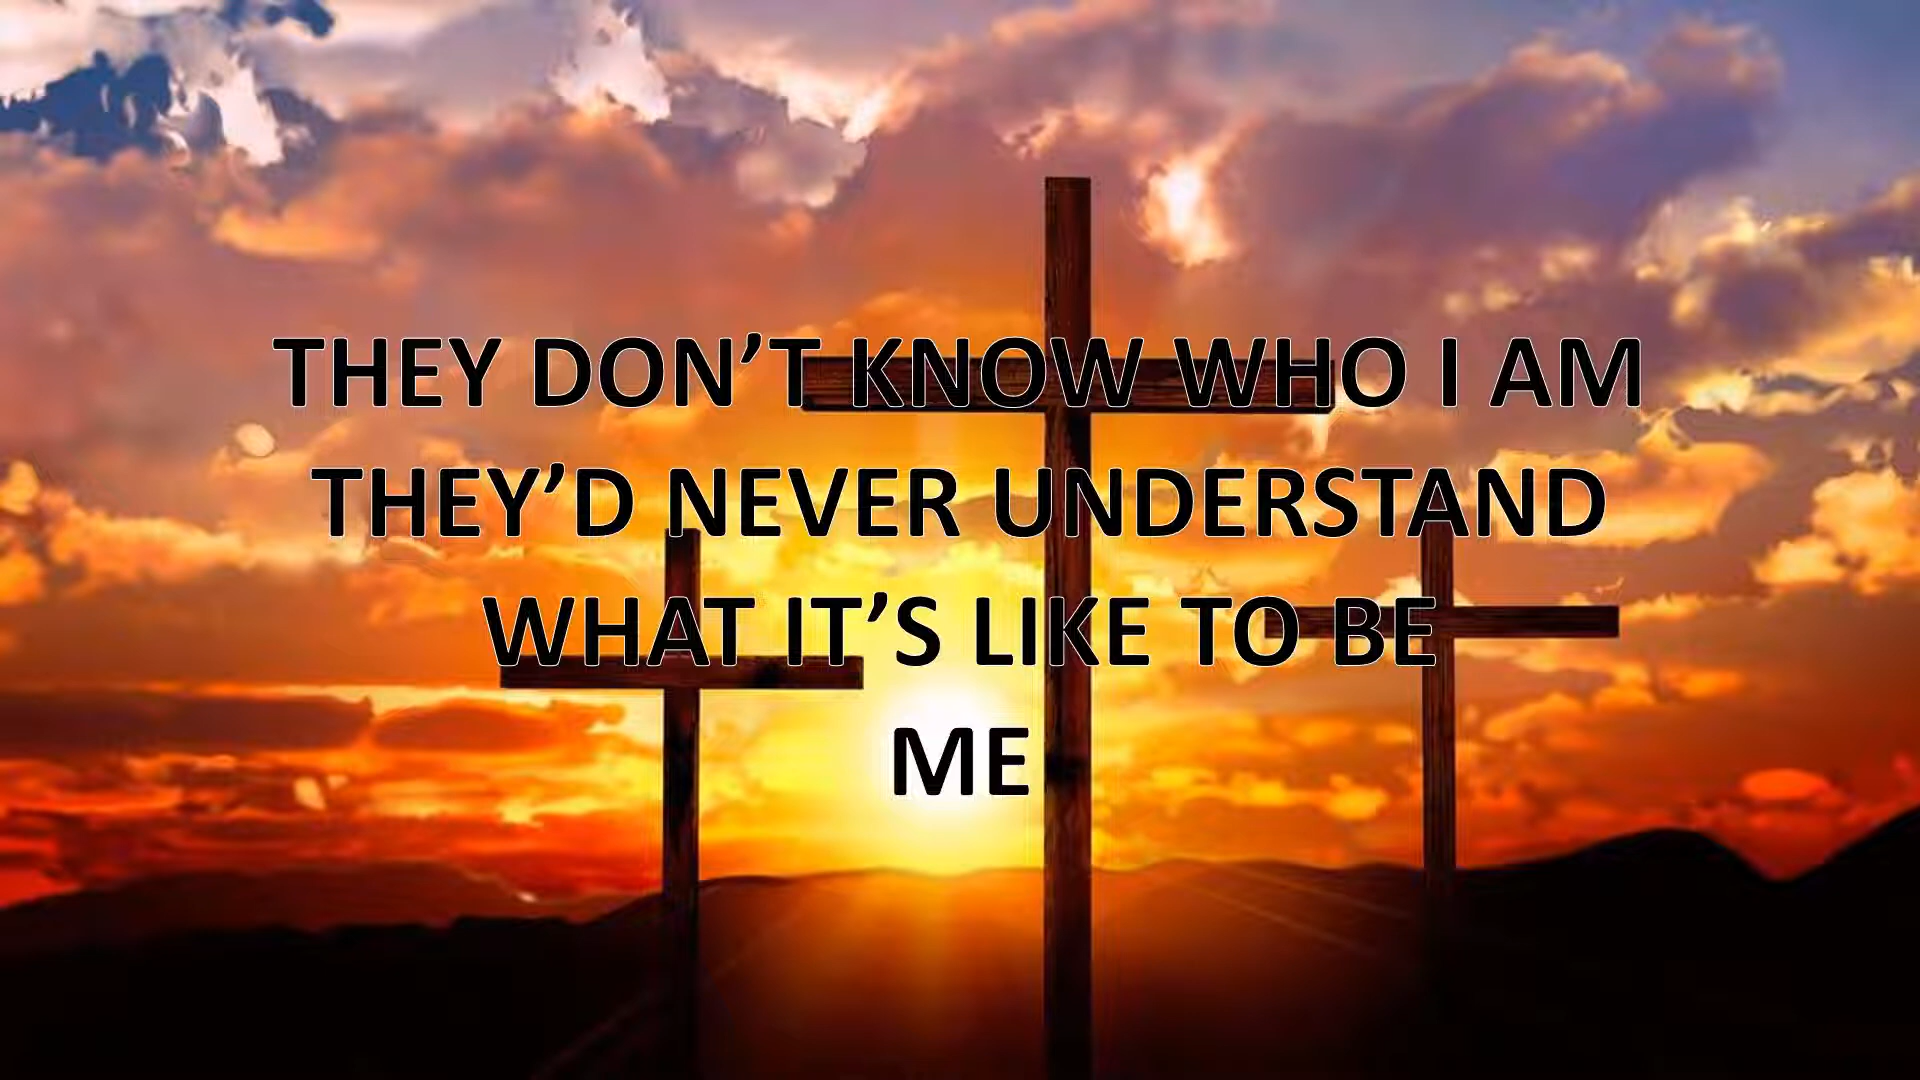 THEY DON’T KNOW WHO I AM
THEY’D NEVER UNDERSTAND
WHAT IT’S LIKE TO BE
ME